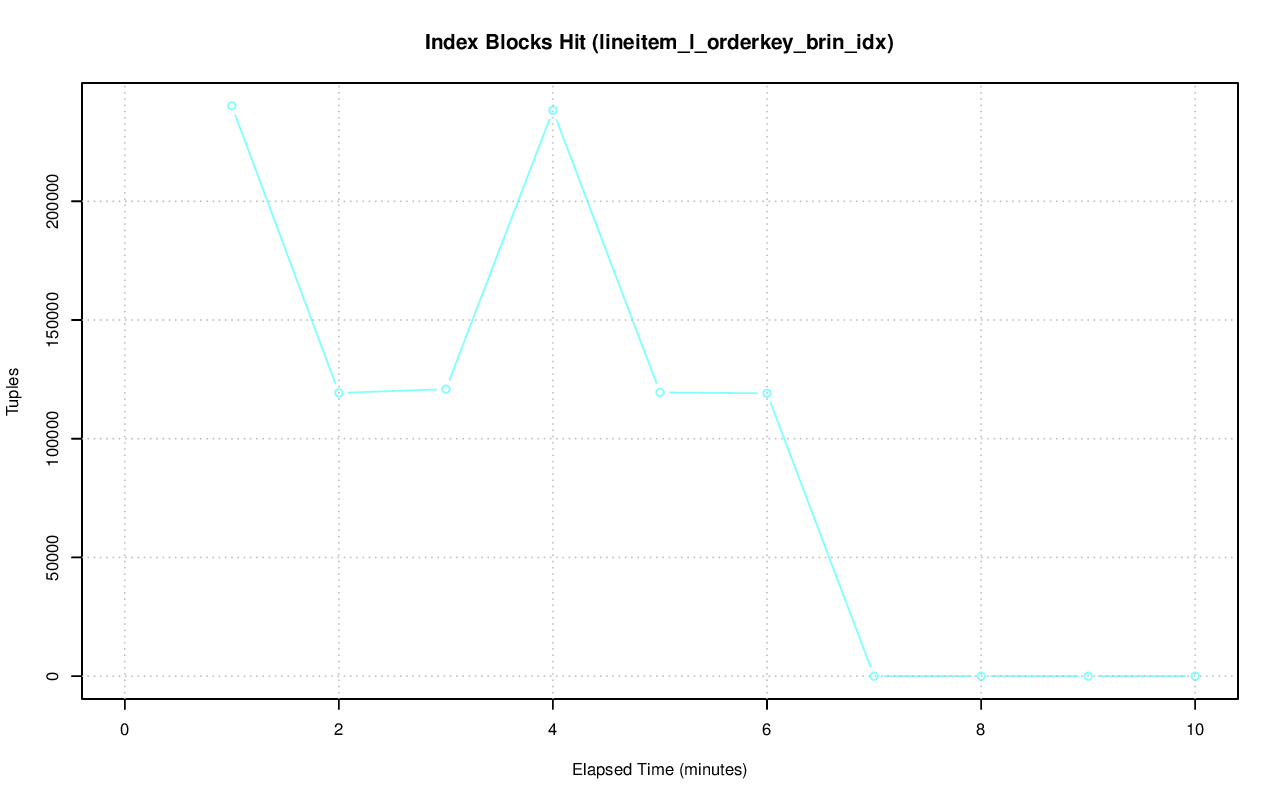 Index Blocks Hit (lineitem_l_orderkey_brin_idx)
Tuples
200000
150000
100000
50000
0
0 2 4 6 8 10
Elapsed Time (minutes)